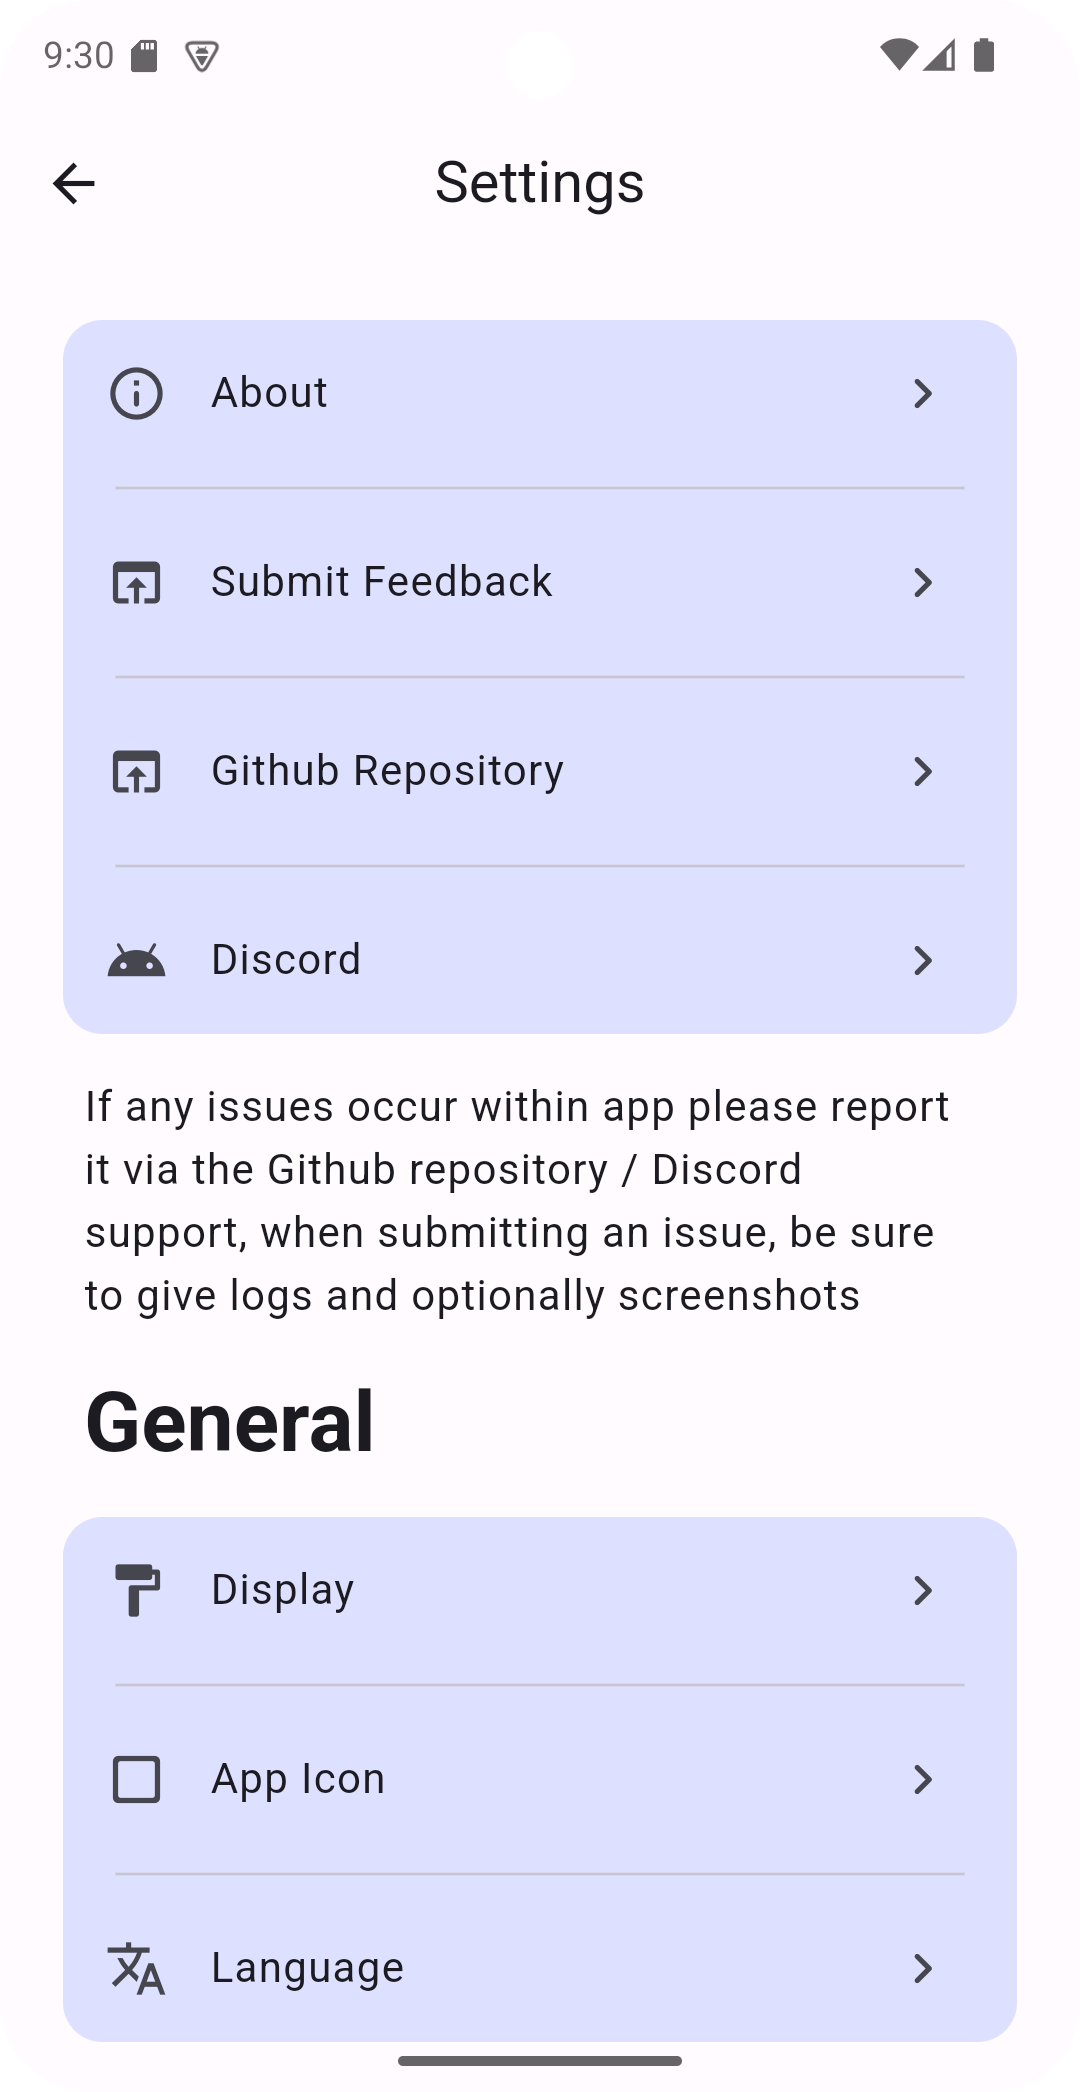 9:30
Settings
About
Submit Feedback
Github Repository
Discord
If any issues occur within app please report
it via the Github repository / Discord
support, when submitting an issue, be sure
to give logs and optionally screenshots
General
Display
App Icon
Language